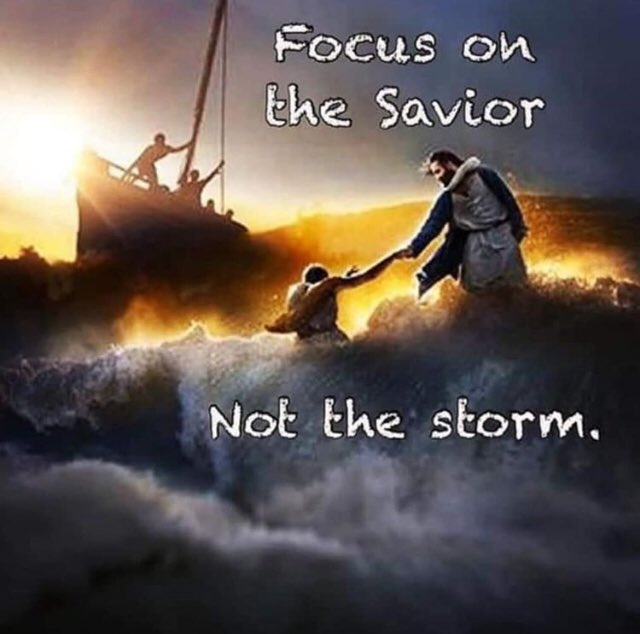 Focus on
the Savior
Not the storm.